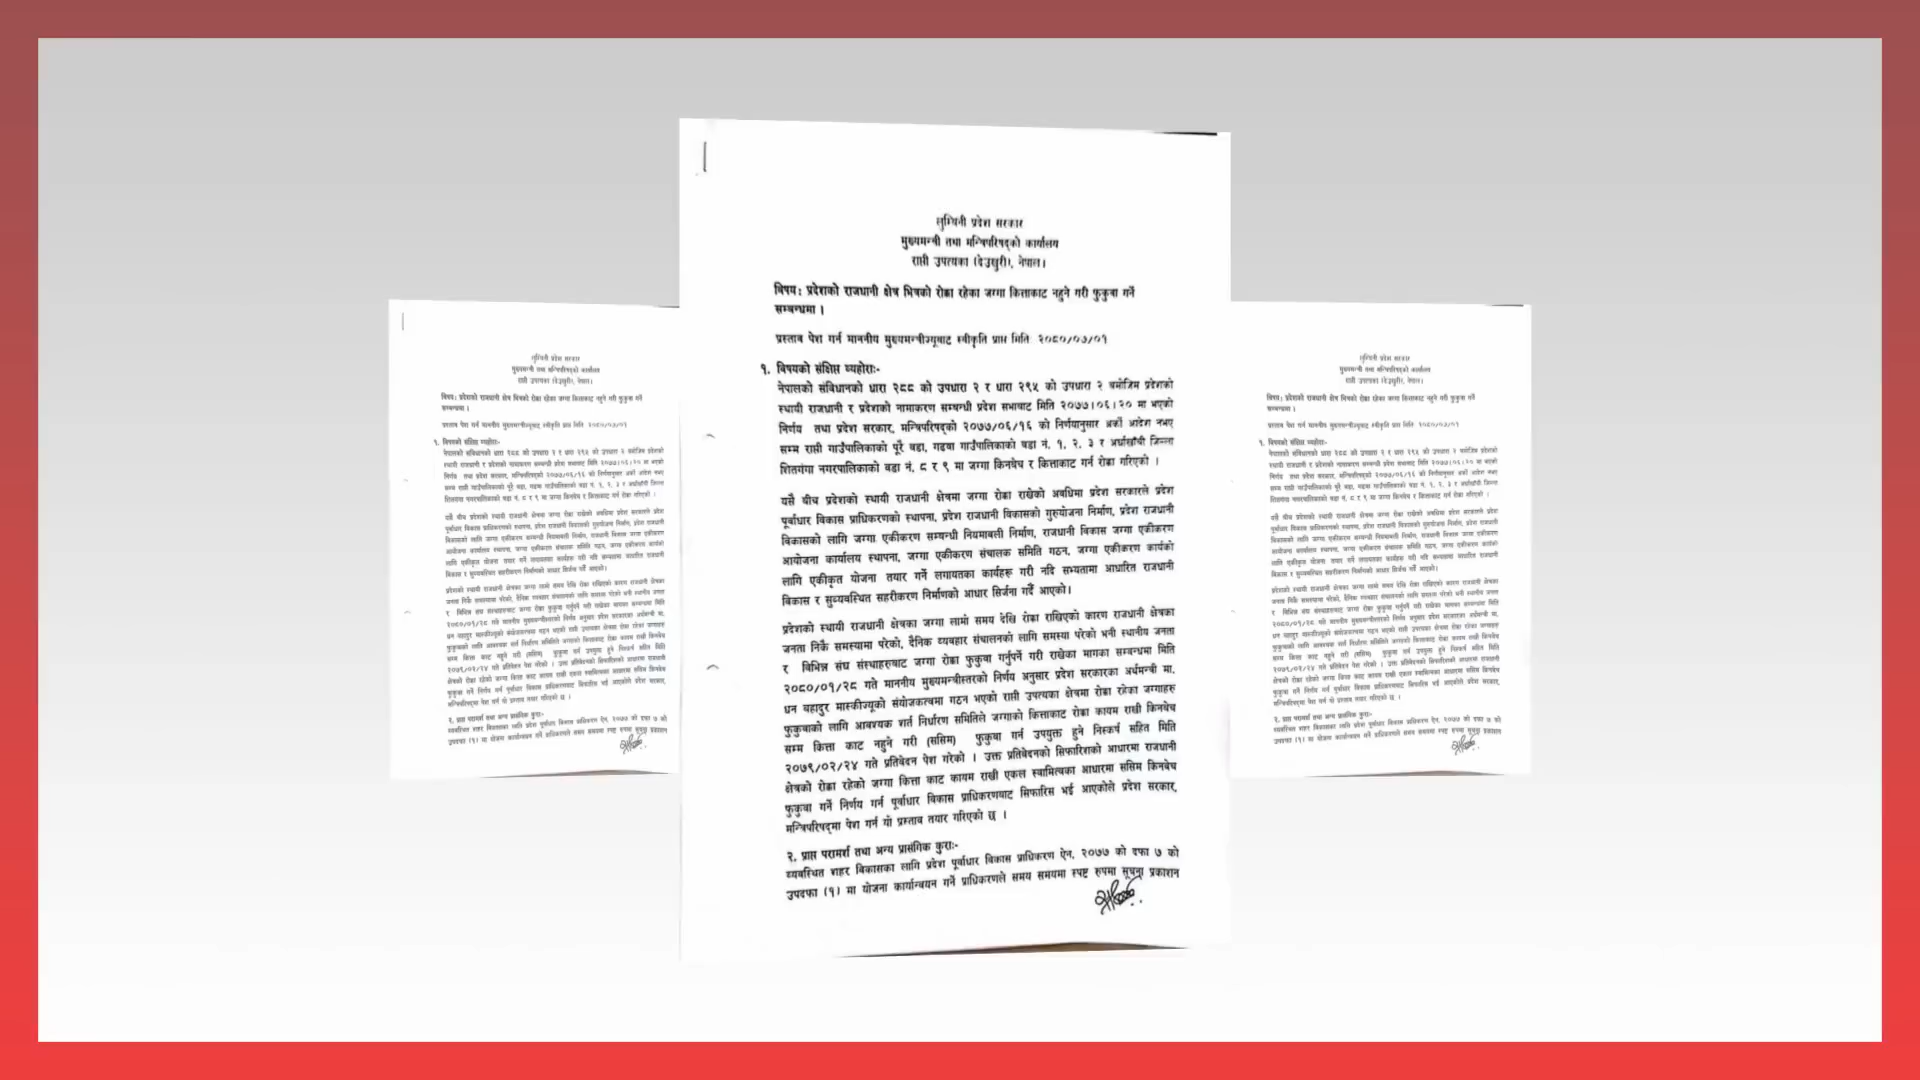 लुम्बिनी प्रदेश सरकार
मुख्यमन्त्री तथा मन्त्रिपरिषद्को कार्यालय
राप्ती उपत्यका (देउखुरी), नेपाल।
विषय: प्रदेशको राजधानी क्षेत्र भित्रको रोक्का रहेका जग्गा कित्ताकाट नहुने गरी फुकुवा गर्ने
सम्बन्धमा ।
प्रस्ताव पेश गर्न माननीय मुख्यमन्त्रीज्यूबाट स्वीकृति प्राप्त मिति: २०८०/०७/०१
१. विषयको संक्षिप्त व्यहोराः-
नेपालको संविधानको धारा २८८ को उपधारा २ र धारा २९५ को उपधारा २ बमोजिम प्रदेशको
स्थायी राजधानी र प्रदेशको नामाकरण सम्बन्धी प्रदेश सभाबाट मिति २०७७।०६।२० मा भएको
निर्णय तथा प्रदेश सरकार, मन्त्रिपरिषद्को २०७७/०६/१६ को निर्णयानुसार अर्को आदेश नभए
सम्म राप्ती गाउँपालिकाको पूरै वडा, गढवा गाउँपालिकाको वडा नं. १, २, ३ र अर्घाखाँची जिल्ला
शितगंगा नगरपालिकाको वडा नं. ८ र ९ मा जग्गा किनबेच र कित्ताकाट गर्न रोक्का गरिएको ।
यसै बीच प्रदेशको स्थायी राजधानी क्षेत्रमा जग्गा रोक्का राखेको अवधिमा प्रदेश सरकारले प्रदेश
पूर्वाधार विकास प्राधिकरणको स्थापना, प्रदेश राजधानी विकासको गुरुयोजना निर्माण, प्रदेश राजधानी
विकासको लागि जग्गा एकीकरण सम्बन्धी नियमाबली निर्माण, राजधानी विकास जग्गा एकीकरण
आयोजना कार्यालय स्थापना, जग्गा एकीकरण संचालक समिति गठन, जग्गा एकीकरण कार्यको
लागि एकीकृत योजना तयार गर्ने लगायतका कार्यहरू गरी नदि सभ्यतामा आधारित राजधानी
विकास र सुव्यवस्थित सहरीकरण निर्माणको आधार सिर्जना गर्दै आएको।
प्रदेशको स्थायी राजधानी क्षेत्रका जग्गा लामो समय देखि रोक्का राखिएको कारण राजधानी क्षेत्रका
जनता निकै समस्यामा परेको, दैनिक व्यवहार संचालनको लागि समस्या परेको भनी स्थानीय जनता
र विभिन्न संघ संस्थाहरुबाट जग्गा रोक्का फुकुवा गर्नुपर्ने गरी राखेका मागका सम्बन्धमा मिति
२०८०/०१/२८ गते माननीय मुख्यमन्त्रीस्तरको निर्णय अनुसार प्रदेश सरकारका अर्थमन्त्री मा.
धन बहादुर मास्कीज्यूको संयोजकत्वमा गठन भएको राप्ती उपत्यका क्षेत्रमा रोक्का रहेका जग्गाहरु
फुकुवाको लागि आवश्यक शर्त निर्धारण समितिले जग्गाको कित्ताकाट रोक्का कायम राखी किनबेच
सम्म कित्ता काट नहुने गरी (ससिम) फुकुवा गर्न उपयुक्त हुने निस्कर्ष सहित मिति
२०७९/०२/२४ गते प्रतिवेदन पेश गरेको । उक्त प्रतिवेदनको सिफारिशको आधारमा राजधानी
क्षेत्रको रोक्का रहेको जग्गा कित्ता काट कायम राखी एकल स्वामित्वका आधारमा ससिम किनबेच
फुकुवा गर्ने निर्णय गर्न पूर्वाधार विकास प्राधिकरणबाट सिफारिस भई आएकोले प्रदेश सरकार,
मन्त्रिपरिषद्मा पेश गर्न यो प्रस्ताव तयार गरिएको छ ।
२. प्राप्त परामर्श तथा अन्य प्रासंगिक कुराः-
व्यवस्थित शहर विकासका लागि प्रदेश पूर्वाधार विकास प्राधिकरण ऐन, २०७७ को दफा ७ को
उपदफा (१) मा योजना कार्यान्वयन गर्ने प्राधिकरणले समय समयमा स्पष्ट रुपमा सूचना प्रकाशन